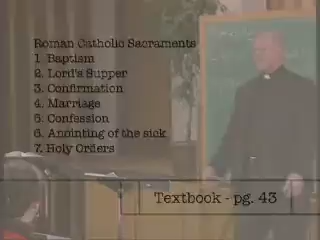 Roman Catholic Sacraments
1 Baptism
2. Lord's Supper
3. Confirmation
4. Marriage
5. Confession
6. Anointing of the sick
7. Holy Orders
Textbook - pg. 43